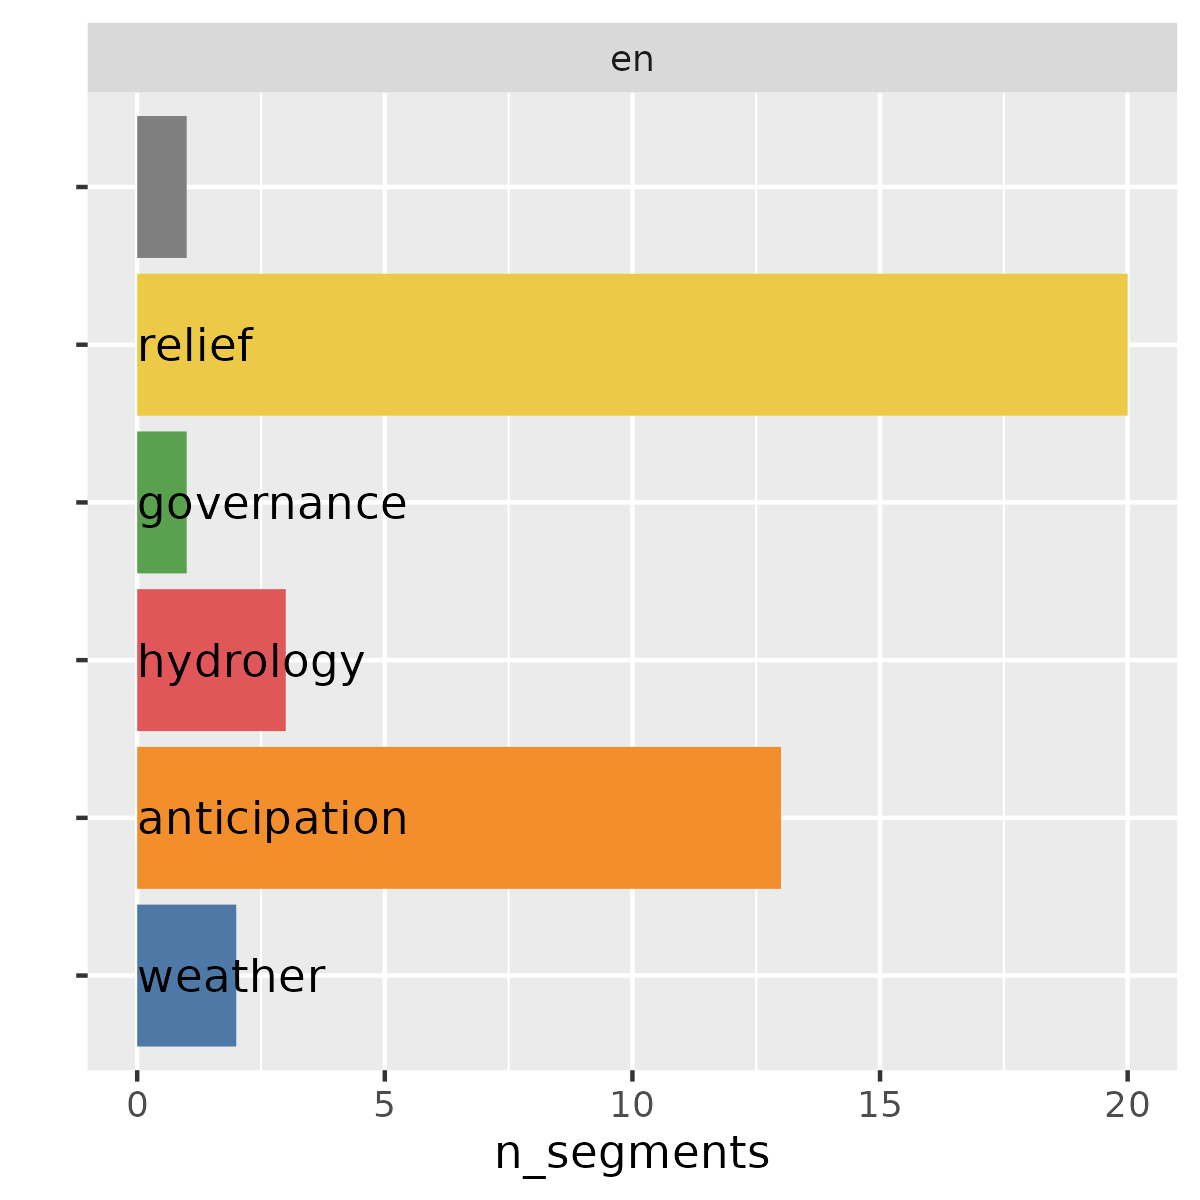 en
relief
governance
hydrology
anticipation
weather
0 5 10 15 20
n_segments